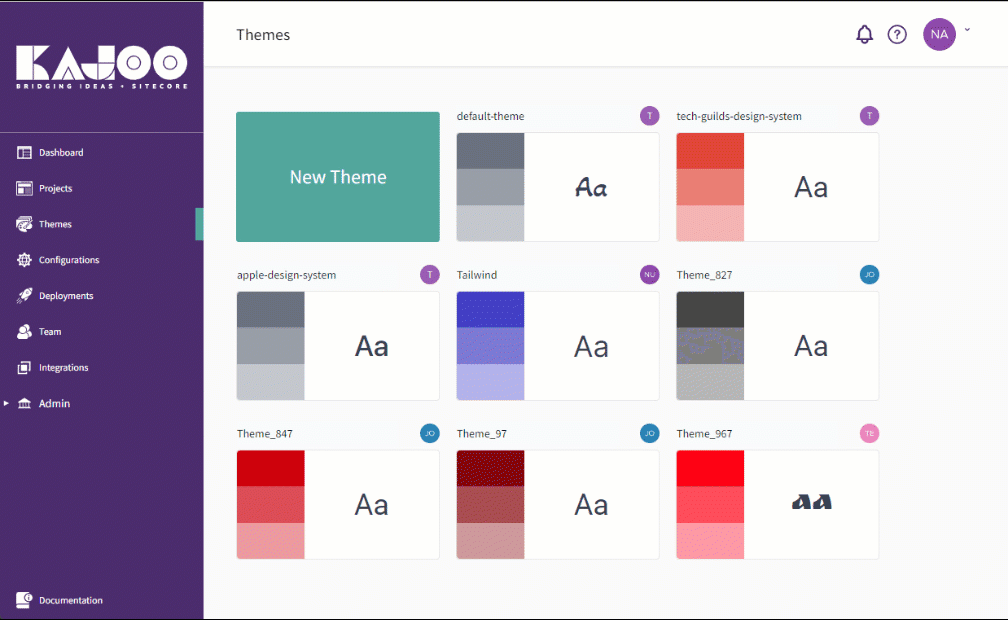 KAJOO
BRIDGING IDEAS • SITECORE
Dashboard
Projects
Themes
Configurations
Deployments
Team
Integrations
Admin
Documentation
Themes
?
NA
New Theme
default-theme
T
Aa
tech-guilds-design-system
T
Aa
apple-design-system
T
Aa
Tailwind
NU
Aa
Theme_827
JO
Aa
Theme_847
JO
Aa
Theme_97
JO
Aa
Theme_967
TE
aa